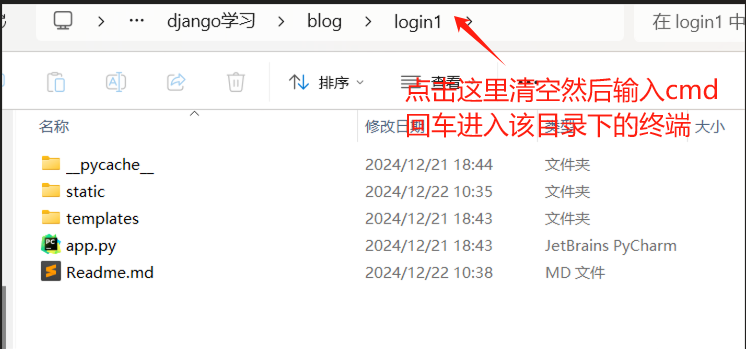 django学习 blog login1 在 login1 中
排序 查看
点击这里清空然后输入cmd
回车进入该目录下的终端
名称 修改日期 类型 大小
__pycache__ 2024/12/21 18:44 文件夹
static 2024/12/22 10:35 文件夹
templates 2024/12/21 18:43 文件夹
app.py 2024/12/21 18:43 JetBrains PyCharm
Readme.md 2024/12/22 10:38 MD 文件